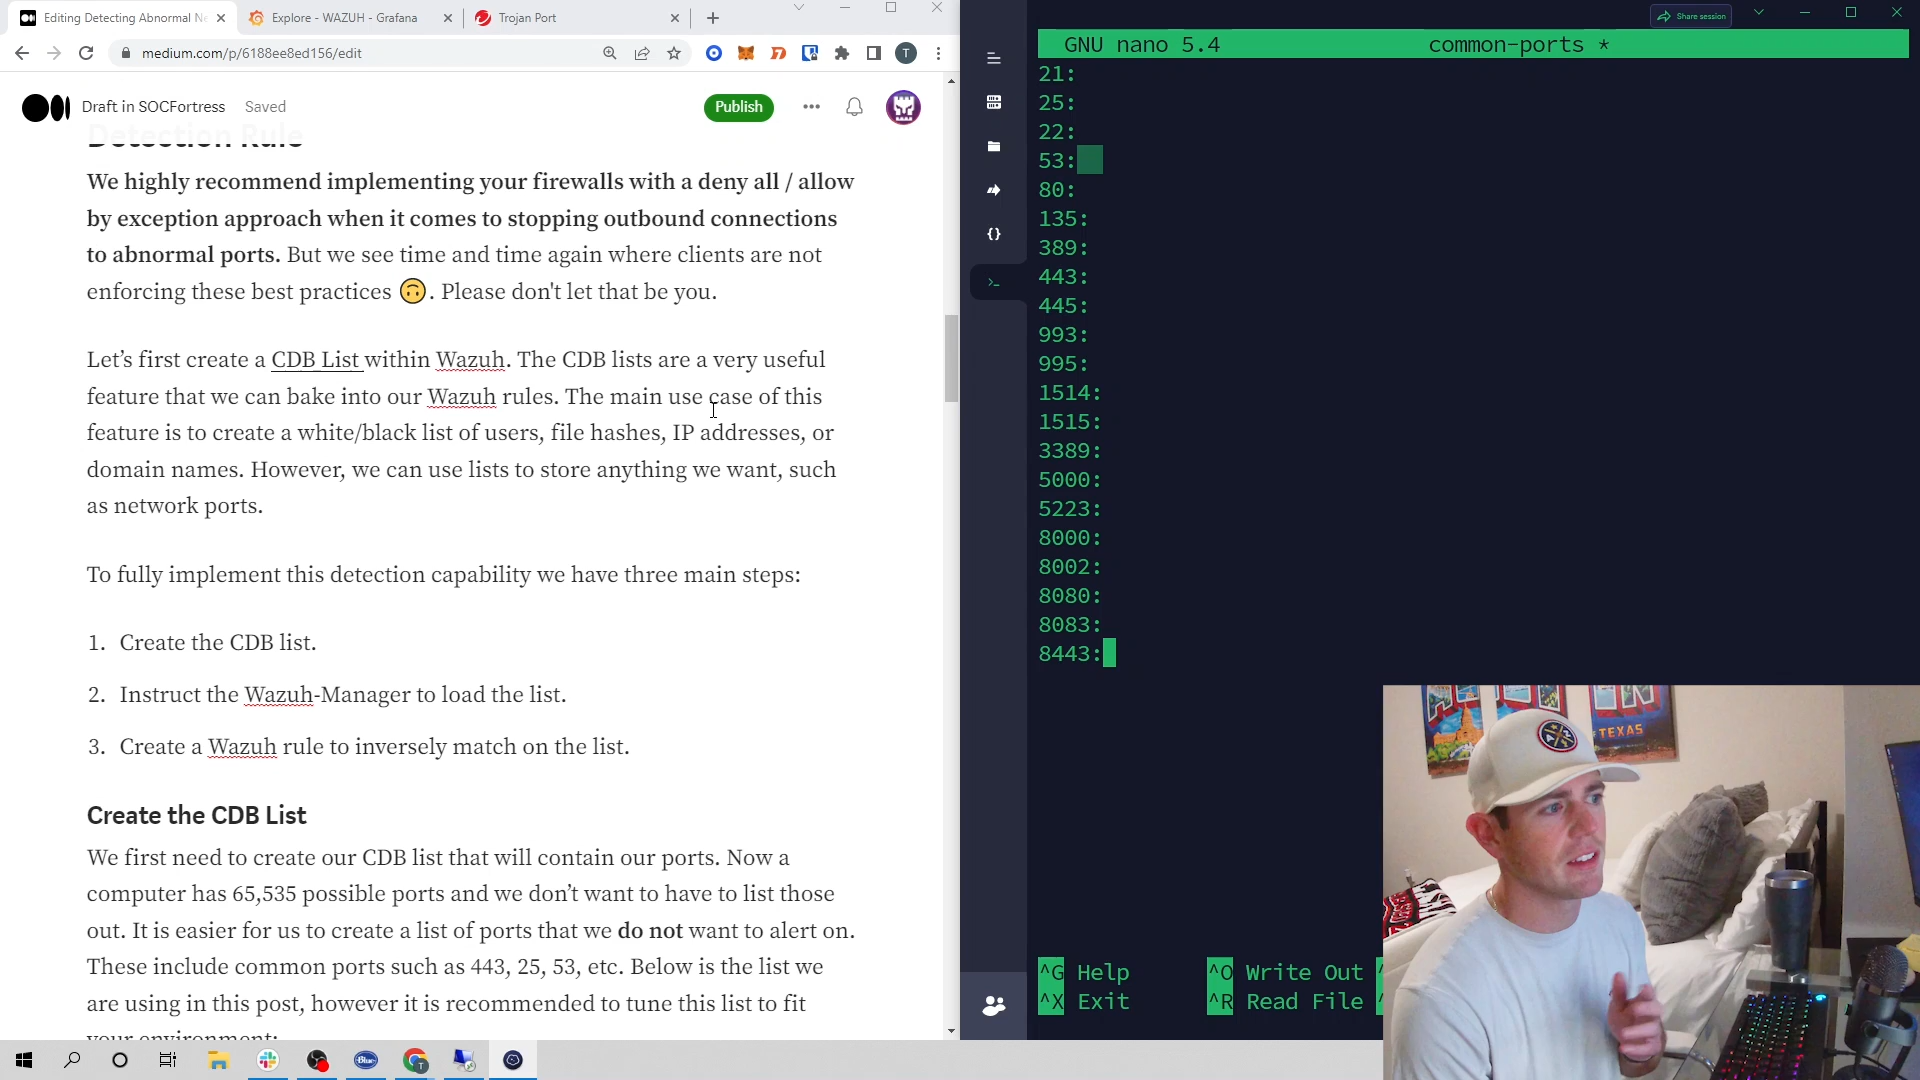 Editing Detecting Abnormal Ne
Explore - WAZUH - Grafana
Trojan Port
medium.com/p/6188ee8ed156/edit
Draft in SOCFortress Saved
Publish
Detection Rule
We highly recommend implementing your firewalls with a deny all / allow
by exception approach when it comes to stopping outbound connections
to abnormal ports. But we see time and time again where clients are not
enforcing these best practices 🙃. Please don't let that be you.
Let’s first create a CDB List within Wazuh. The CDB lists are a very useful
feature that we can bake into our Wazuh rules. The main use case of this
feature is to create a white/black list of users, file hashes, IP addresses, or
domain names. However, we can use lists to store anything we want, such
as network ports.
To fully implement this detection capability we have three main steps:
1. Create the CDB list.
2. Instruct the Wazuh-Manager to load the list.
3. Create a Wazuh rule to inversely match on the list.
Create the CDB List
We first need to create our CDB list that will contain our ports. Now a
computer has 65,535 possible ports and we don’t want to have to list those
out. It is easier for us to create a list of ports that we do not want to alert on.
These include common ports such as 443, 25, 53, etc. Below is the list we
are using in this post, however it is recommended to tune this list to fit
your environment:
Share session
GNU nano 5.4 common-ports *
21:
25:
22:
53:
80:
135:
389:
443:
445:
993:
995:
1514:
1515:
3389:
5000:
5223:
8000:
8002:
8080:
8083:
8443:
^G Help ^O Write Out ^
^X Exit ^R Read File ^
TEXAS
Blue